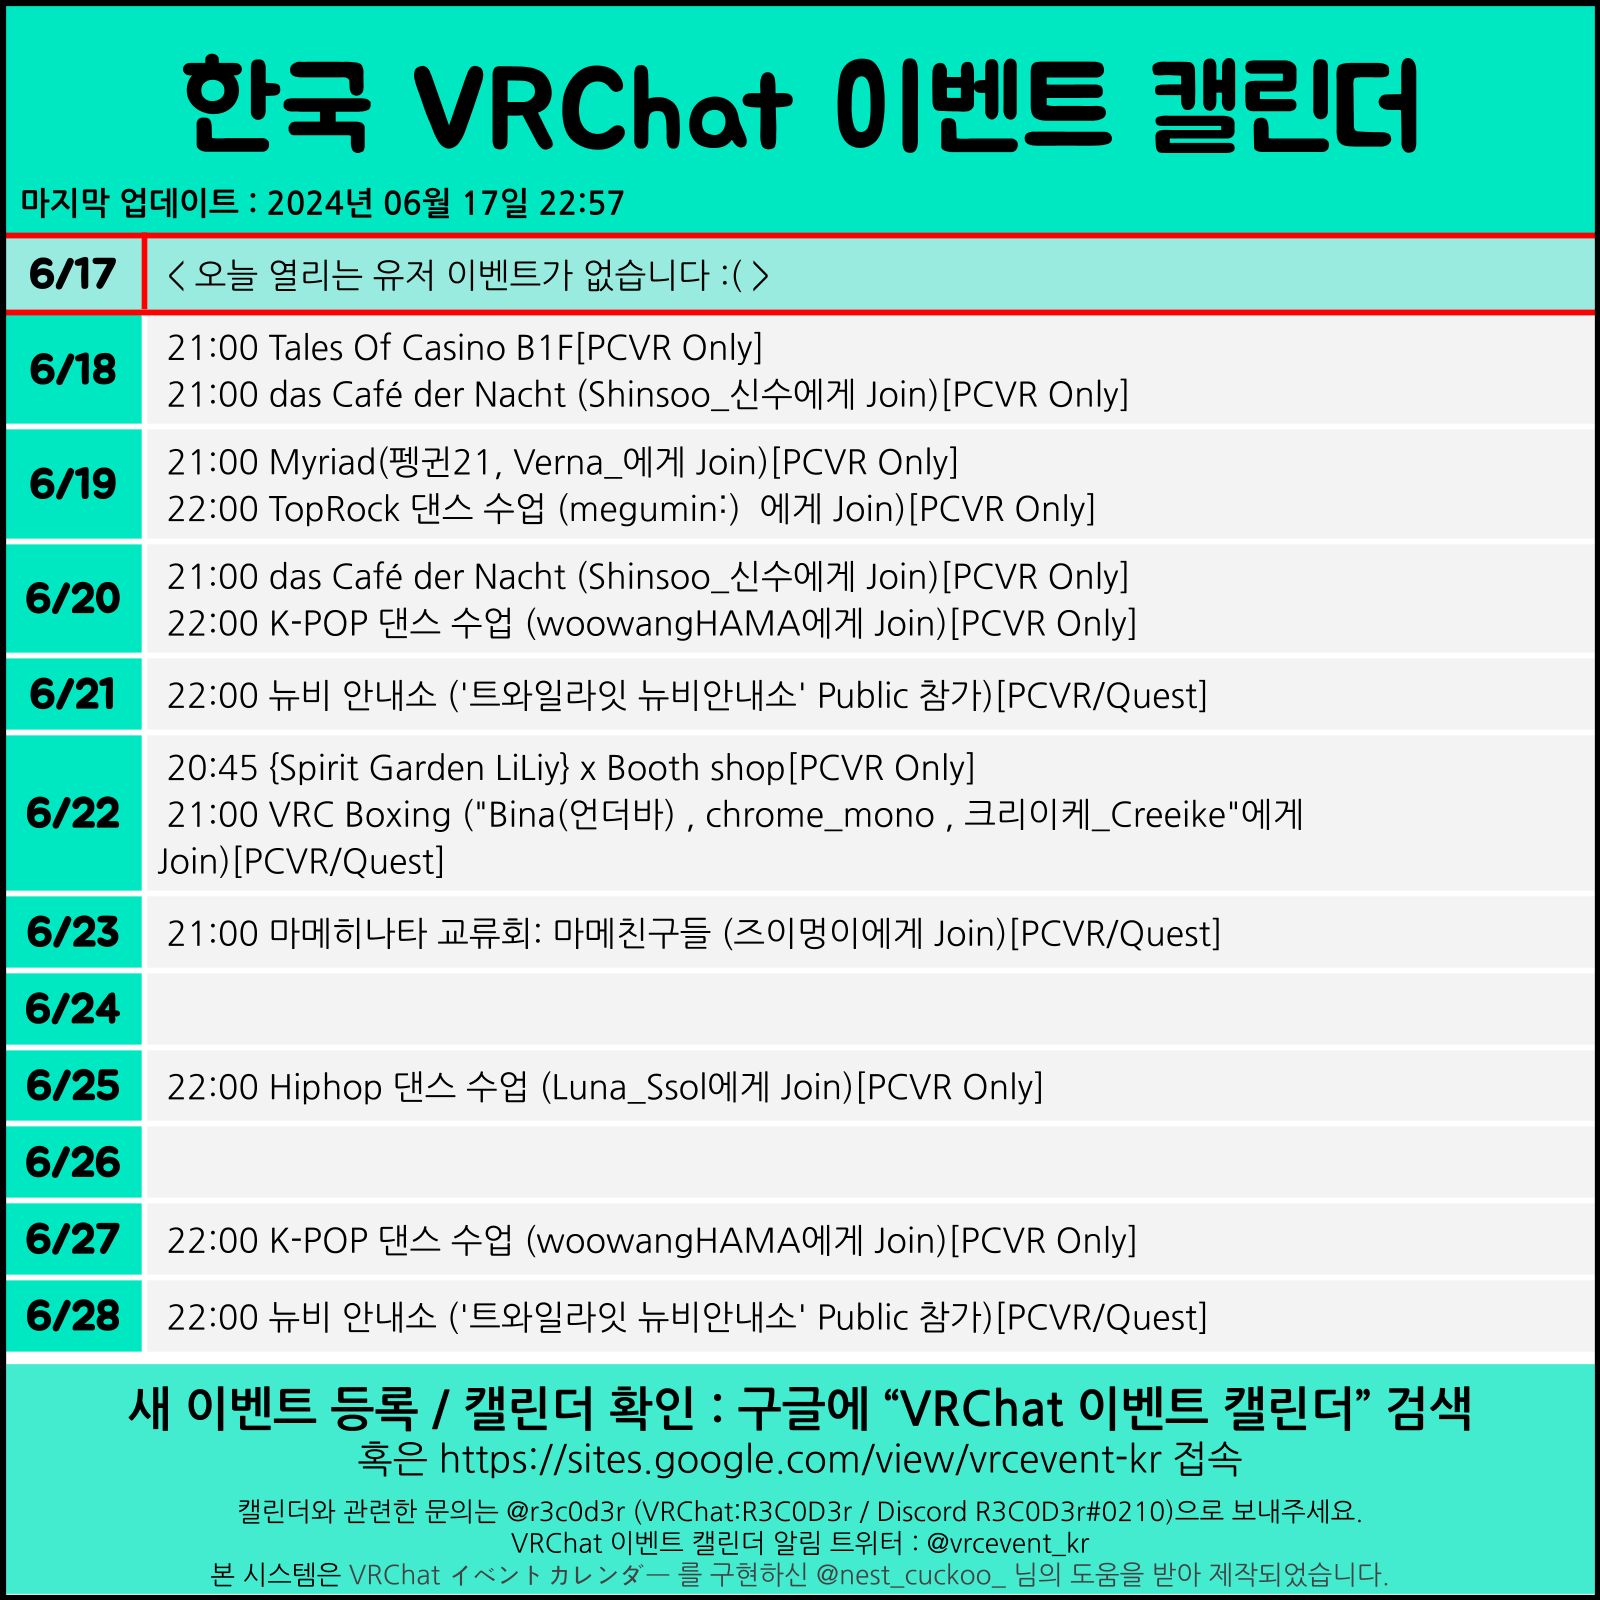 한국 VRChat 이벤트 캘린더
마지막 업데이트 : 2024년 06월 17일 22:57
6/17
< 오늘 열리는 유저 이벤트가 없습니다 :( >
6/18
21:00 Tales Of Casino B1F[PCVR Only]
21:00 das Café der Nacht (Shinsoo_신수에게 Join)[PCVR Only]
6/19
21:00 Myriad(펭귄21, Verna_에게 Join)[PCVR Only]
22:00 TopRock 댄스 수업 (megumin:)  에게 Join)[PCVR Only]
6/20
21:00 das Café der Nacht (Shinsoo_신수에게 Join)[PCVR Only]
22:00 K-POP 댄스 수업 (woowangHAMA에게 Join)[PCVR Only]
6/21
22:00 뉴비 안내소 ('트와일라잇 뉴비안내소' Public 참가)[PCVR/Quest]
6/22
20:45 {Spirit Garden LiLiy} x Booth shop[PCVR Only]
21:00 VRC Boxing ("Bina(언더바) , chrome_mono , 크리이케_Creeike"에게
Join)[PCVR/Quest]
6/23
21:00 마메히나타 교류회: 마메친구들 (즈이멍이에게 Join)[PCVR/Quest]
6/24
6/25
22:00 Hiphop 댄스 수업 (Luna_Ssol에게 Join)[PCVR Only]
6/26
6/27
22:00 K-POP 댄스 수업 (woowangHAMA에게 Join)[PCVR Only]
6/28
22:00 뉴비 안내소 ('트와일라잇 뉴비안내소' Public 참가)[PCVR/Quest]
새 이벤트 등록 / 캘린더 확인 : 구글에 “VRChat 이벤트 캘린더” 검색
혹은 https://sites.google.com/view/vrcevent-kr 접속
캘린더와 관련한 문의는 @r3c0d3r (VRChat:R3C0D3r / Discord R3C0D3r#0210)으로 보내주세요.
VRChat 이벤트 캘린더 알림 트위터 : @vrcevent_kr
본 시스템은 VRChat イベントカレンダー 를 구현하신 @nest_cuckoo_ 님의 도움을 받아 제작되었습니다.